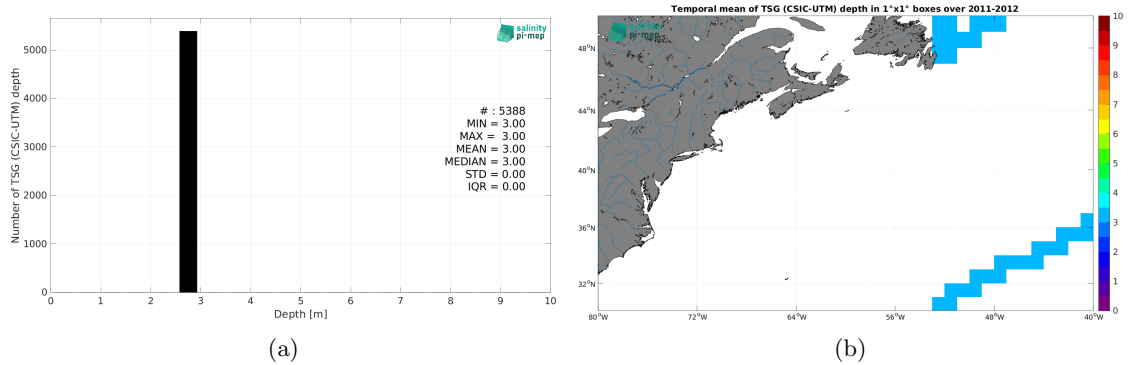 salinity
pi-mep
Number of TSG (CSIC-UTM) depth
5000
4000
3000
2000
1000
0
# : 5388
MIN = 3.00
MAX = 3.00
MEAN = 3.00
MEDIAN = 3.00
STD = 0.00
IQR = 0.00
0 1 2 3 4 5 6 7 8 9 10
Depth [m]
(a)
Temporal mean of TSG (CSIC-UTM) depth in 1°x1° boxes over 2011-2012
salinity
pi-mep
48°N
44°N
40°N
36°N
32°N
80°W 72°W 64°W 56°W 48°W 40°W
10
9
8
7
6
5
4
3
2
1
0
(b)